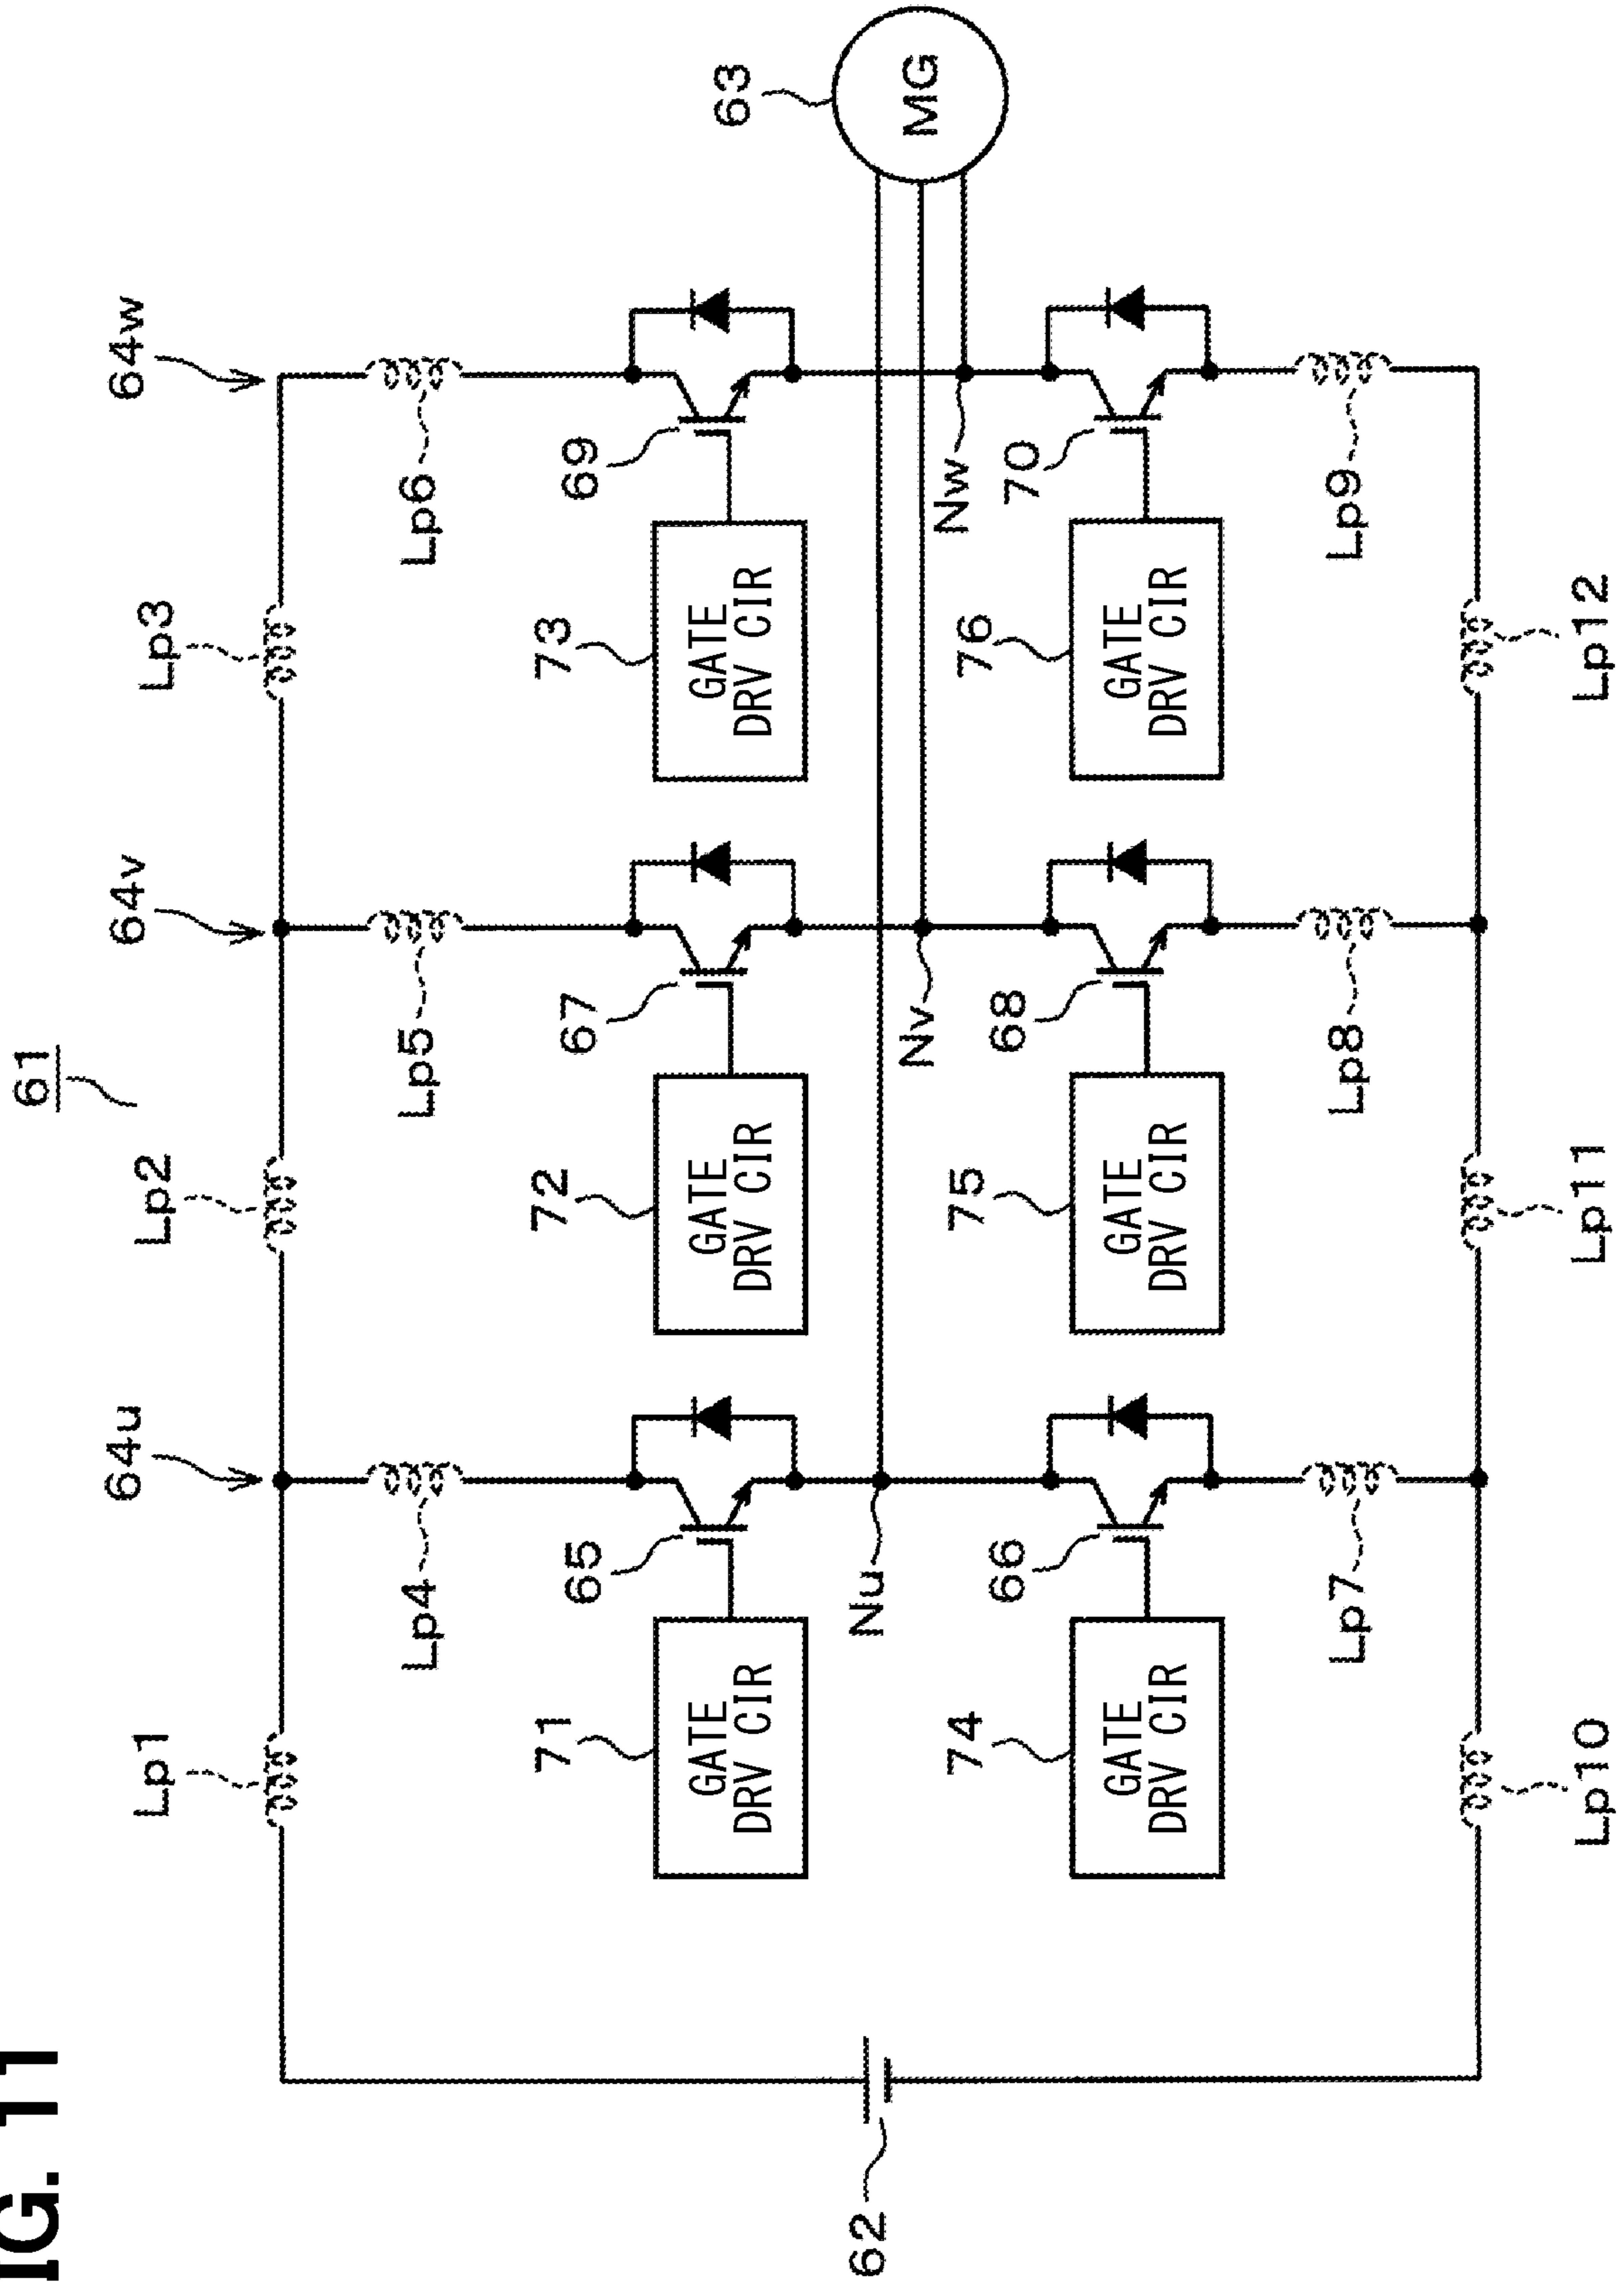 IG. 11
61
64u
64v
64w
Lp1
Lp2
Lp3
Lp4
Lp5
Lp6
71
65
72
67
73
69
GATE
DRV CIR
GATE
DRV CIR
GATE
DRV CIR
63
62
Nu
Nv
Nw
MG
74
66
75
68
76
70
GATE
DRV CIR
GATE
DRV CIR
GATE
DRV CIR
Lp7
Lp8
Lp9
Lp10
Lp11
Lp12